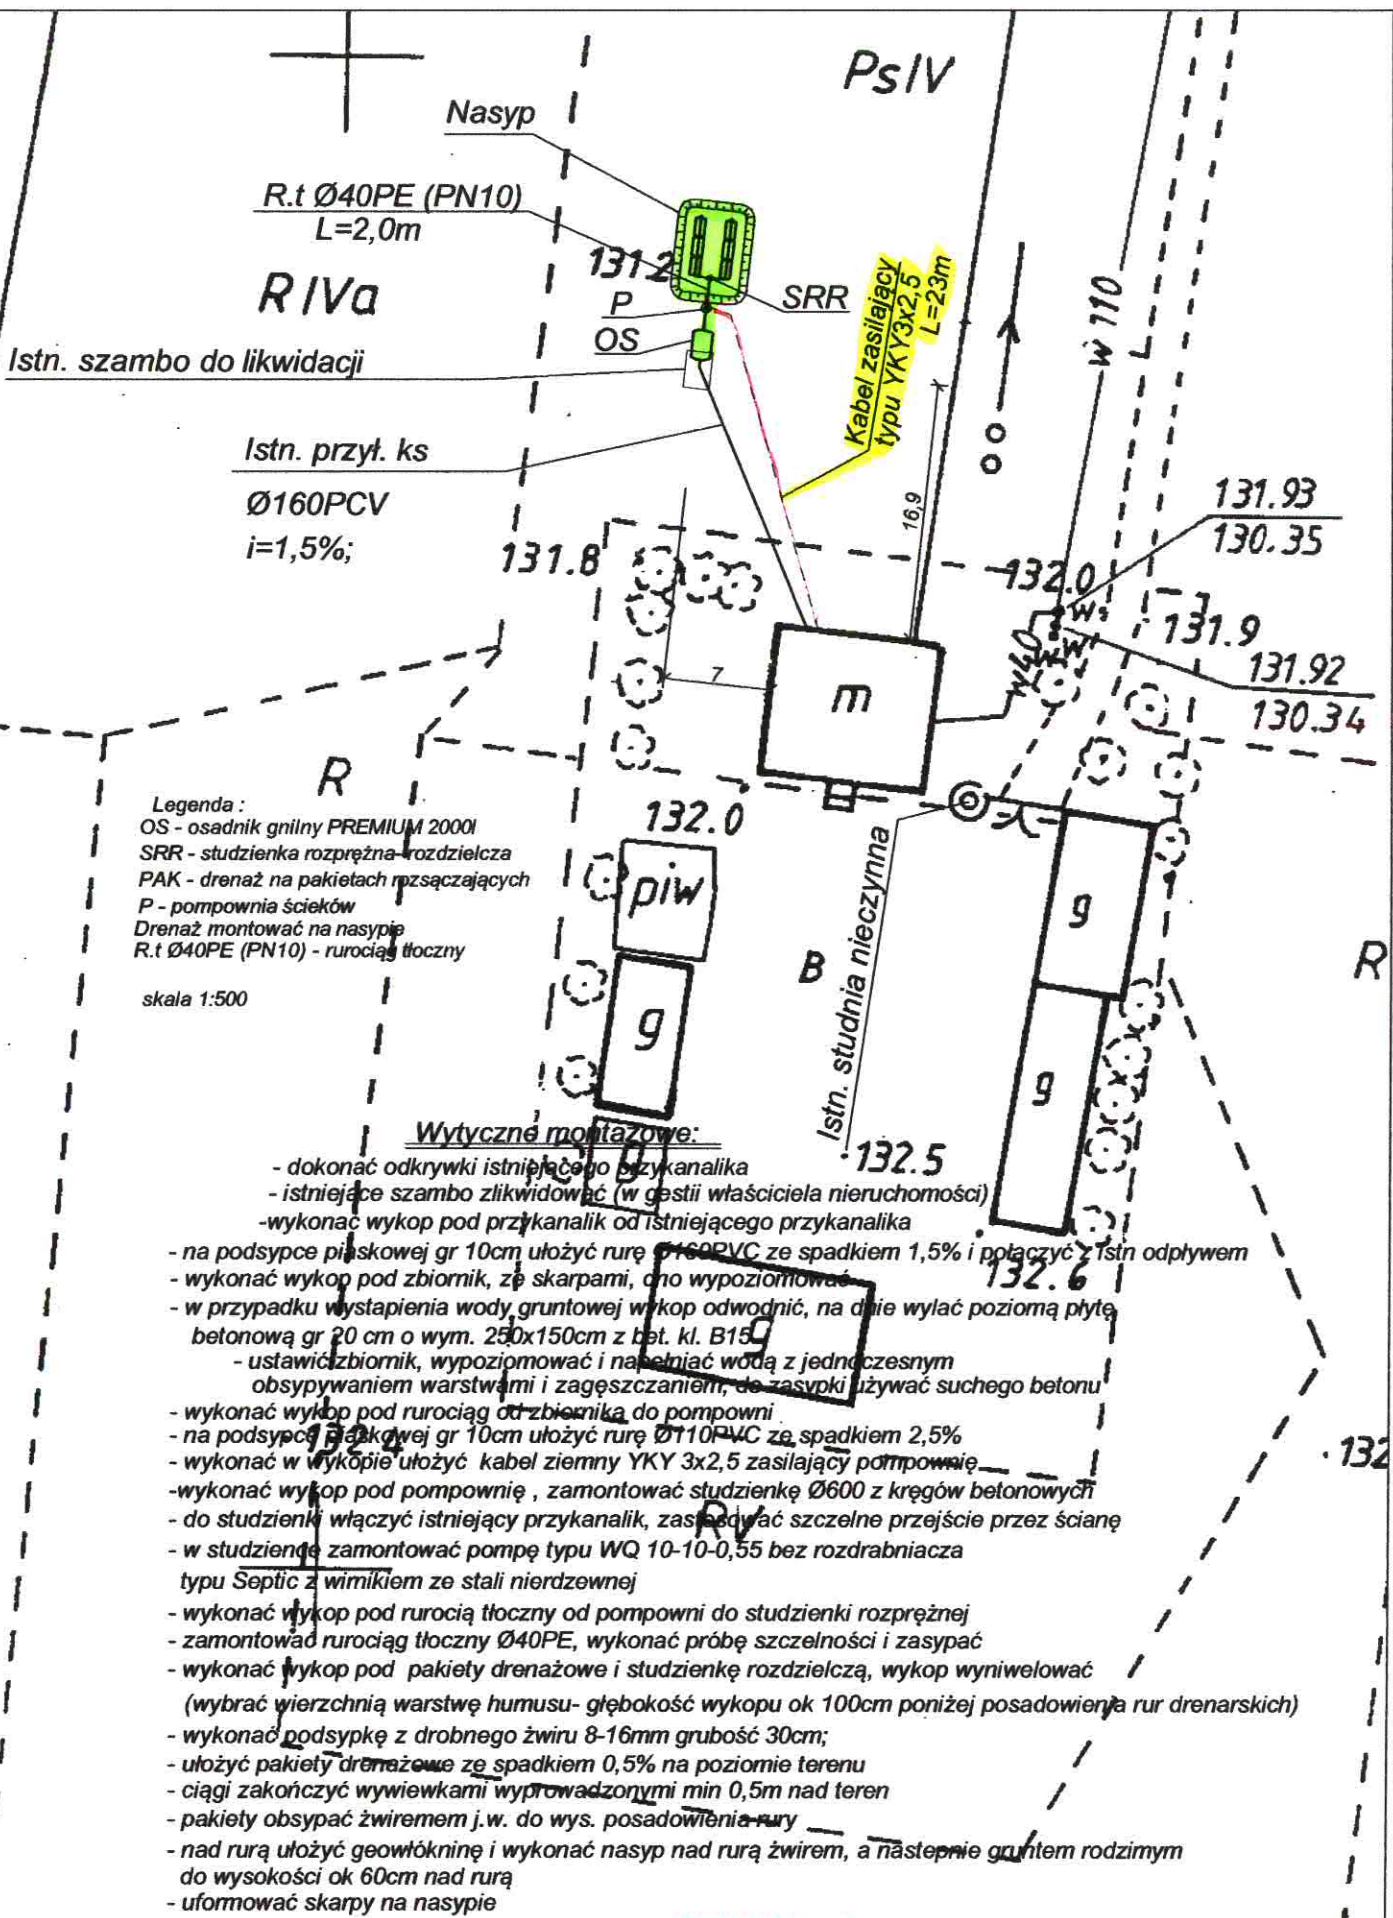 PsIV
Nasyp
R.t Ø40PE (PN10)
L=2,0m
131.2
RIVa
P
SRR
OS
Kabel zasilający
typu YKY3x2,5
L=23m
w 110
Istn. szambo do likwidacji
Istn. przył. ks
Ø160PCV
i=1,5%;
16,9
131.93
130.35
131.8
132.0
w
131.9
w40
w
w
131.92
130.34
7
m
R
Legenda :
OS - osadnik gnilny PREMIUM 2000l
SRR - studzienka rozprężna-rozdzielcza
PAK - drenaż na pakietach rozsączających
P - pompownia ścieków
Drenaż montować na nasypie
R.t Ø40PE (PN10) - rurociąg tłoczny
skala 1:500
132.0
piw
g
B
Istn. studnia nieczynna
g
g
R
g
132.5
132.6
g
Wytyczne montażowe:
- dokonać odkrywki istniejącego przykanalika
- istniejące szambo zlikwidować (w gestii właściciela nieruchomości)
-wykonać wykop pod przykanalik od istniejącego przykanalika
- na podsypce piaskowej gr 10cm ułożyć rurę Ø160PVC ze spadkiem 1,5% i połączyć z istn odpływem
- wykonać wykop pod zbiornik, ze skarpami, dno wypoziomować
- w przypadku wystapienia wody gruntowej wykop odwodnić, na dnie wylać poziomą płytę
betonową gr 20 cm o wym. 250x150cm z bet. kl. B15
- ustawić zbiornik, wypoziomować i napełniać wodą z jednoczesnym
obsypywaniem warstwami i zagęszczaniem, do zasypki używać suchego betonu
- wykonać wykop pod rurociąg od zbiornika do pompowni
- na podsypce piaskowej gr 10cm ułożyć rurę Ø110PVC ze spadkiem 2,5%
132.4
- wykonać w wykopie ułożyć kabel ziemny YKY 3x2,5 zasilający pompownię
132
-wykonać wykop pod pompownię , zamontować studzienkę Ø600 z kręgów betonowych
- do studzienki włączyć istniejący przykanalik, zastosować szczelne przejście przez ścianę
RV
- w studzience zamontować pompę typu WQ 10-10-0,55 bez rozdrabniacza
typu Septic z wirnikiem ze stali nierdzewnej
- wykonać wykop pod rurocią tłoczny od pompowni do studzienki rozprężnej
- zamontować rurociąg tłoczny Ø40PE, wykonać próbę szczelności i zasypać
- wykonać wykop pod pakiety drenażowe i studzienkę rozdzielczą, wykop wyniwelować
(wybrać wierzchnią warstwę humusu- głębokość wykopu ok 100cm poniżej posadowienia rur drenarskich)
- wykonać podsypkę z drobnego żwiru 8-16mm grubość 30cm;
- ułożyć pakiety drenażowe ze spadkiem 0,5% na poziomie terenu
- ciągi zakończyć wywiewkami wyprowadzonymi min 0,5m nad teren
- pakiety obsypać żwiremem j.w. do wys. posadowienia rury
- nad rurą ułożyć geowłókninę i wykonać nasyp nad rurą żwirem, a nastepnie gruntem rodzimym
do wysokości ok 60cm nad rurą
- uformować skarpy na nasypie